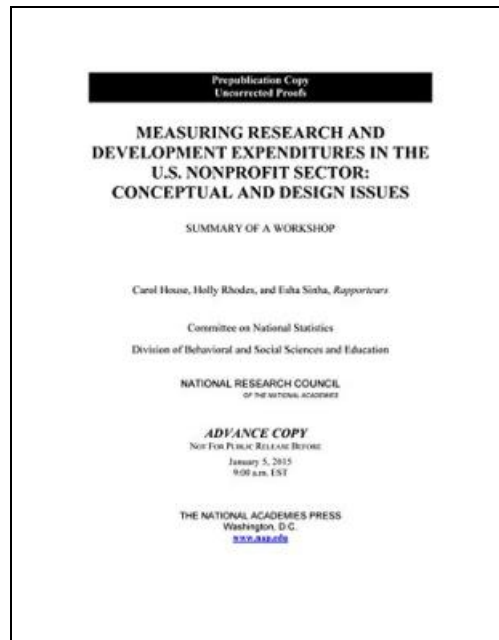 Prepublication Copy
Uncorrected Proofs
MEASURING RESEARCH AND
DEVELOPMENT EXPENDITURES IN THE
U.S. NONPROFIT SECTOR:
CONCEPTUAL AND DESIGN ISSUES
SUMMARY OF A WORKSHOP
Carol House, Holly Rhodes, and Esha Sinha, Rapporteurs
Committee on National Statistics
Division of Behavioral and Social Sciences and Education
NATIONAL RESEARCH COUNCIL
OF THE NATIONAL ACADEMIES
ADVANCE COPY
NOT FOR PUBLIC RELEASE BEFORE
January 5, 2015
9:00 a.m. EST
THE NATIONAL ACADEMIES PRESS
Washington, D.C.
www.nap.edu